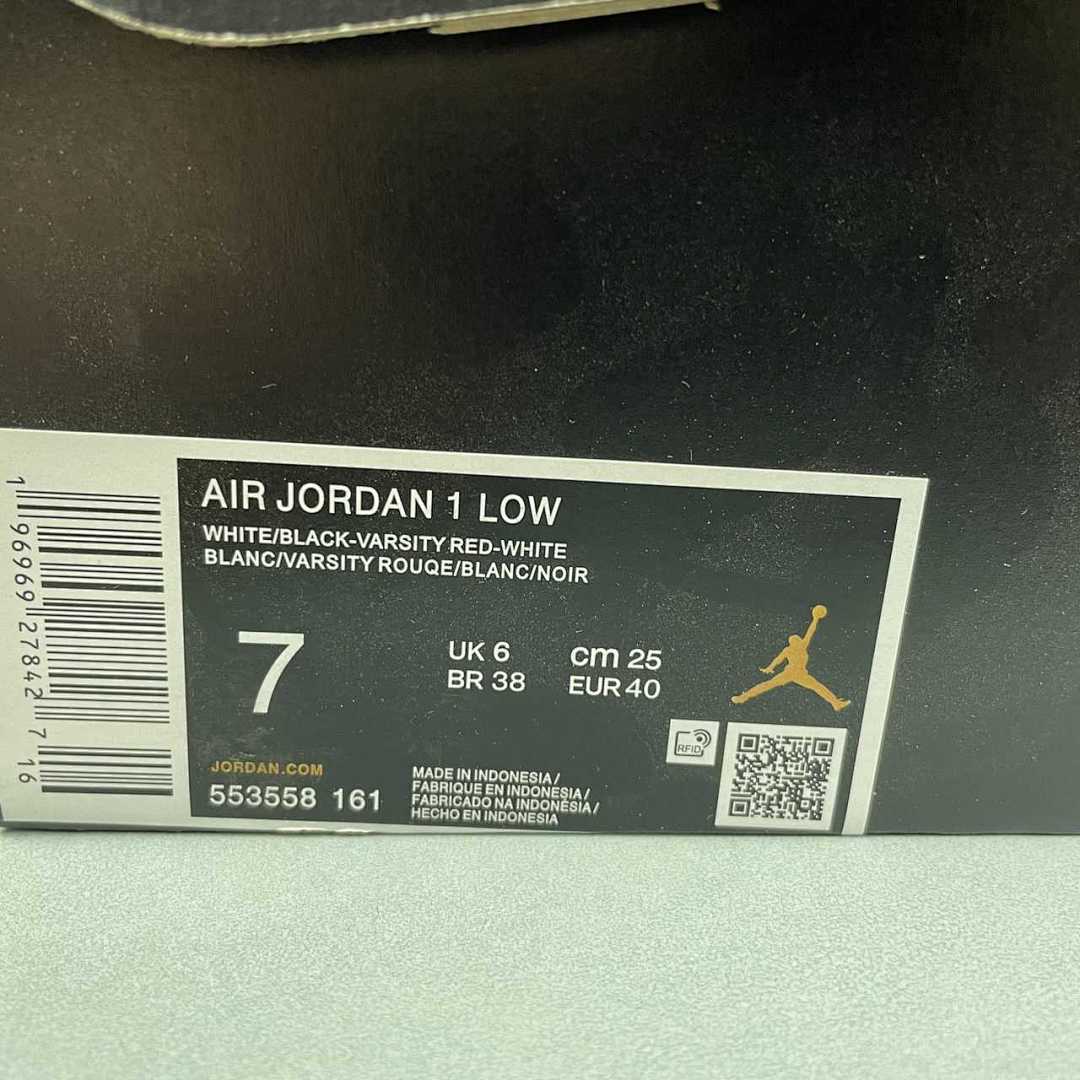 AIR JORDAN 1 LOW
WHITE/BLACK-VARSITY RED-WHITE
BLANC/VARSITY ROUQE/BLANC/NOIR
7
UK 6 cm 25
BR 38 EUR 40
RFID
JORDAN.COM
553558 161
MADE IN INDONESIA/
FABRIQUE EN INDONESIA/
FABRICADO NA INDONÉSIA/
HECHO EN INDONESIA
1 96969 27842 7 16